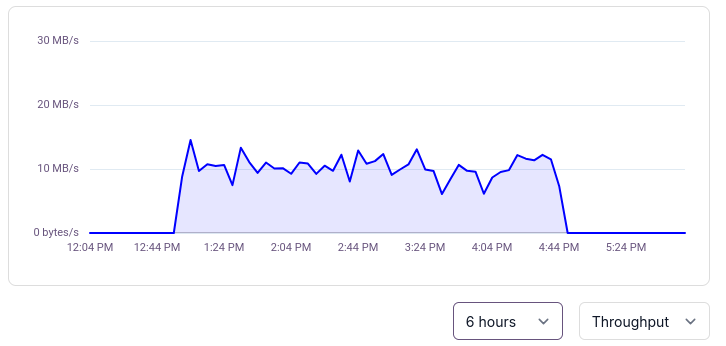 30 MB/s
20 MB/s
10 MB/s
0 bytes/s
12:04 PM 12:44 PM 1:24 PM 2:04 PM 2:44 PM 3:24 PM 4:04 PM 4:44 PM 5:24 PM
6 hours Throughput